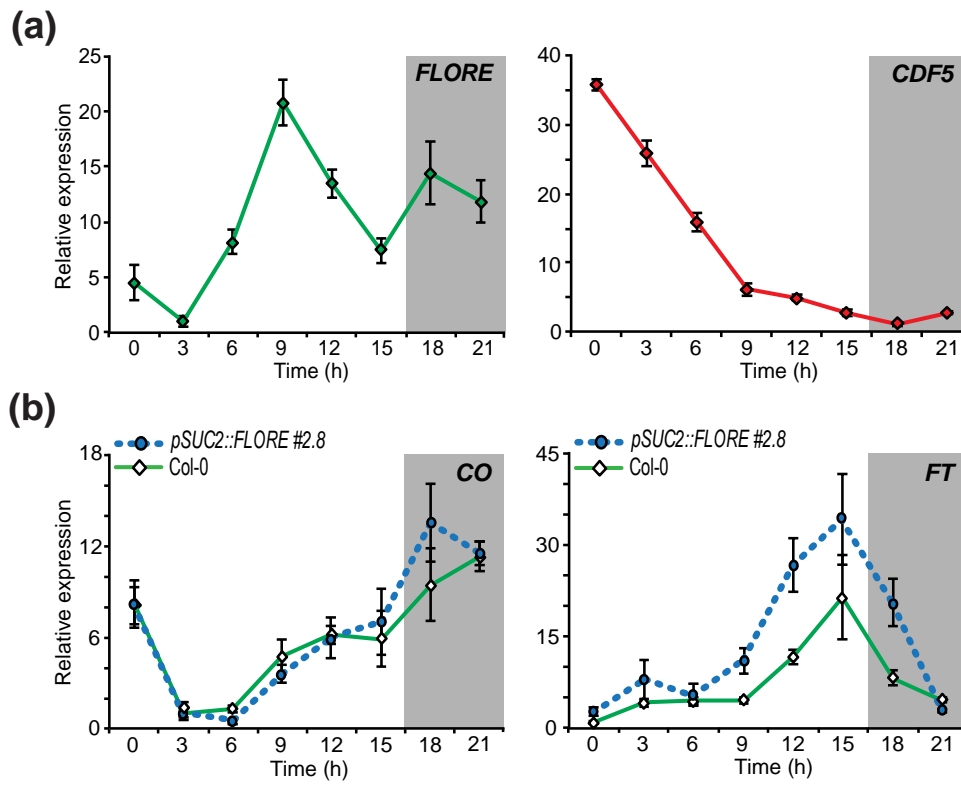 (a)
FLORE
Relative expression
25
20
15
10
5
0
0 3 6 9 12 15 18 21
Time (h)
CDF5
40
30
20
10
0
0 3 6 9 12 15 18 21
Time (h)
(b)
pSUC2::FLORE #2.8
Col-0
CO
Relative expression
18
12
6
0
0 3 6 9 12 15 18 21
Time (h)
pSUC2::FLORE #2.8
Col-0
FT
45
30
15
0
0 3 6 9 12 15 18 21
Time (h)